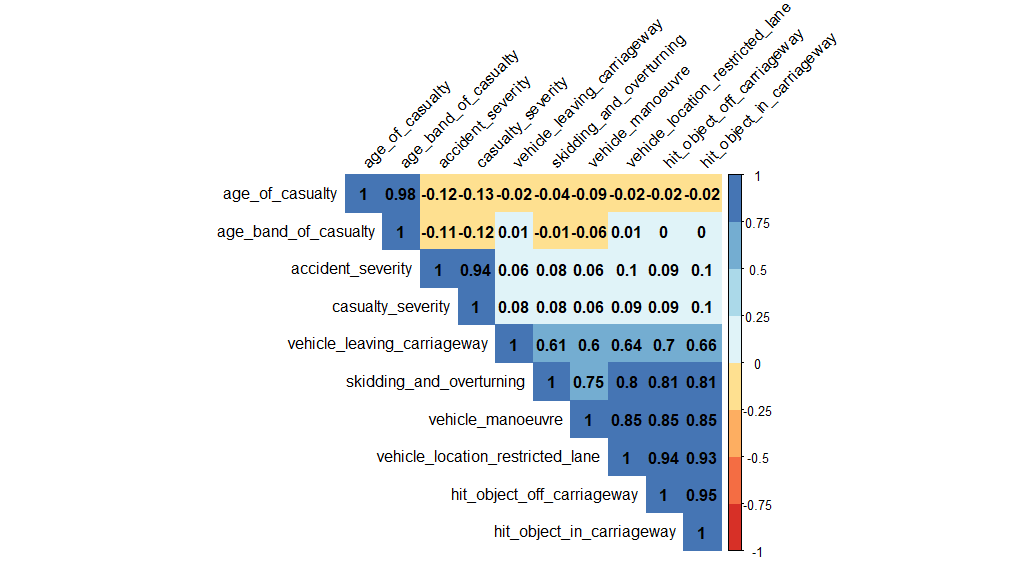 age_of_casualty
age_band_of_casualty
accident_severity
casualty_severity
vehicle_leaving_carriageway
skidding_and_overturning
vehicle_manoeuvre
vehicle_location_restricted_lane
hit_object_off_carriageway
hit_object_in_carriageway
age_of_casualty 1 0.98 -0.12 -0.13 -0.02 -0.04 -0.09 -0.02 -0.02 -0.02
age_band_of_casualty 1 -0.11 -0.12 0.01 -0.01 -0.06 0.01 0 0
accident_severity 1 0.94 0.06 0.08 0.06 0.1 0.09 0.1
casualty_severity 1 0.08 0.08 0.06 0.09 0.09 0.1
vehicle_leaving_carriageway 1 0.61 0.6 0.64 0.7 0.66
skidding_and_overturning 1 0.75 0.8 0.81 0.81
vehicle_manoeuvre 1 0.85 0.85 0.85
vehicle_location_restricted_lane 1 0.94 0.93
hit_object_off_carriageway 1 0.95
hit_object_in_carriageway 1
1
0.75
0.5
0.25
0
-0.25
-0.5
-0.75
-1